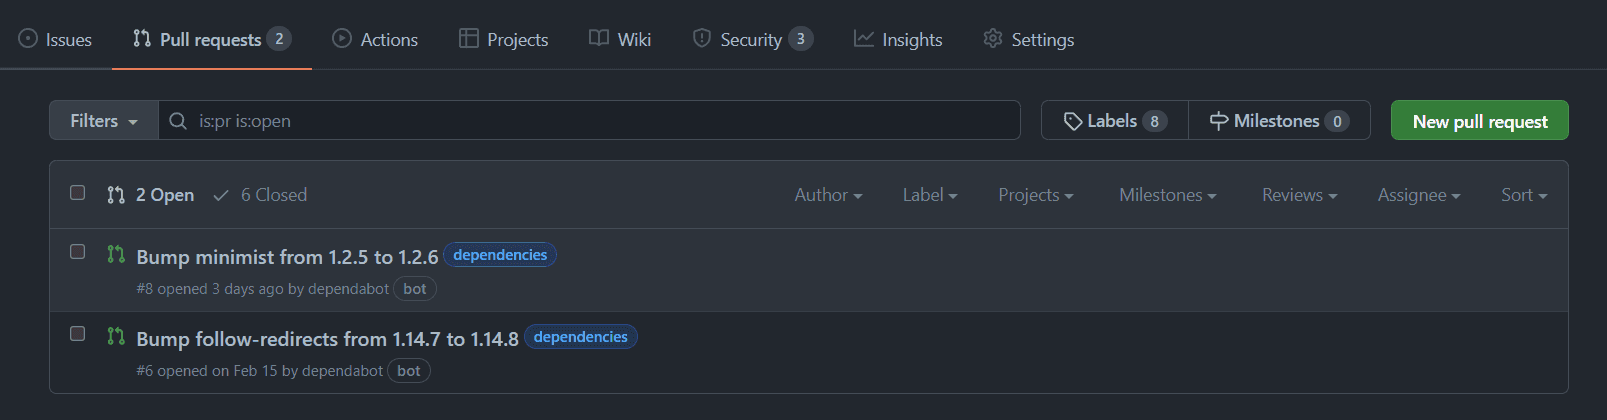 Issues Pull requests 2 Actions Projects Wiki Security 3 Insights Settings
Filters is:pr is:open Labels 8 Milestones 0 New pull request
2 Open 6 Closed Author Label Projects Milestones Reviews Assignee Sort
Bump minimist from 1.2.5 to 1.2.6 dependencies
#8 opened 3 days ago by dependabot bot
Bump follow-redirects from 1.14.7 to 1.14.8 dependencies
#6 opened on Feb 15 by dependabot bot